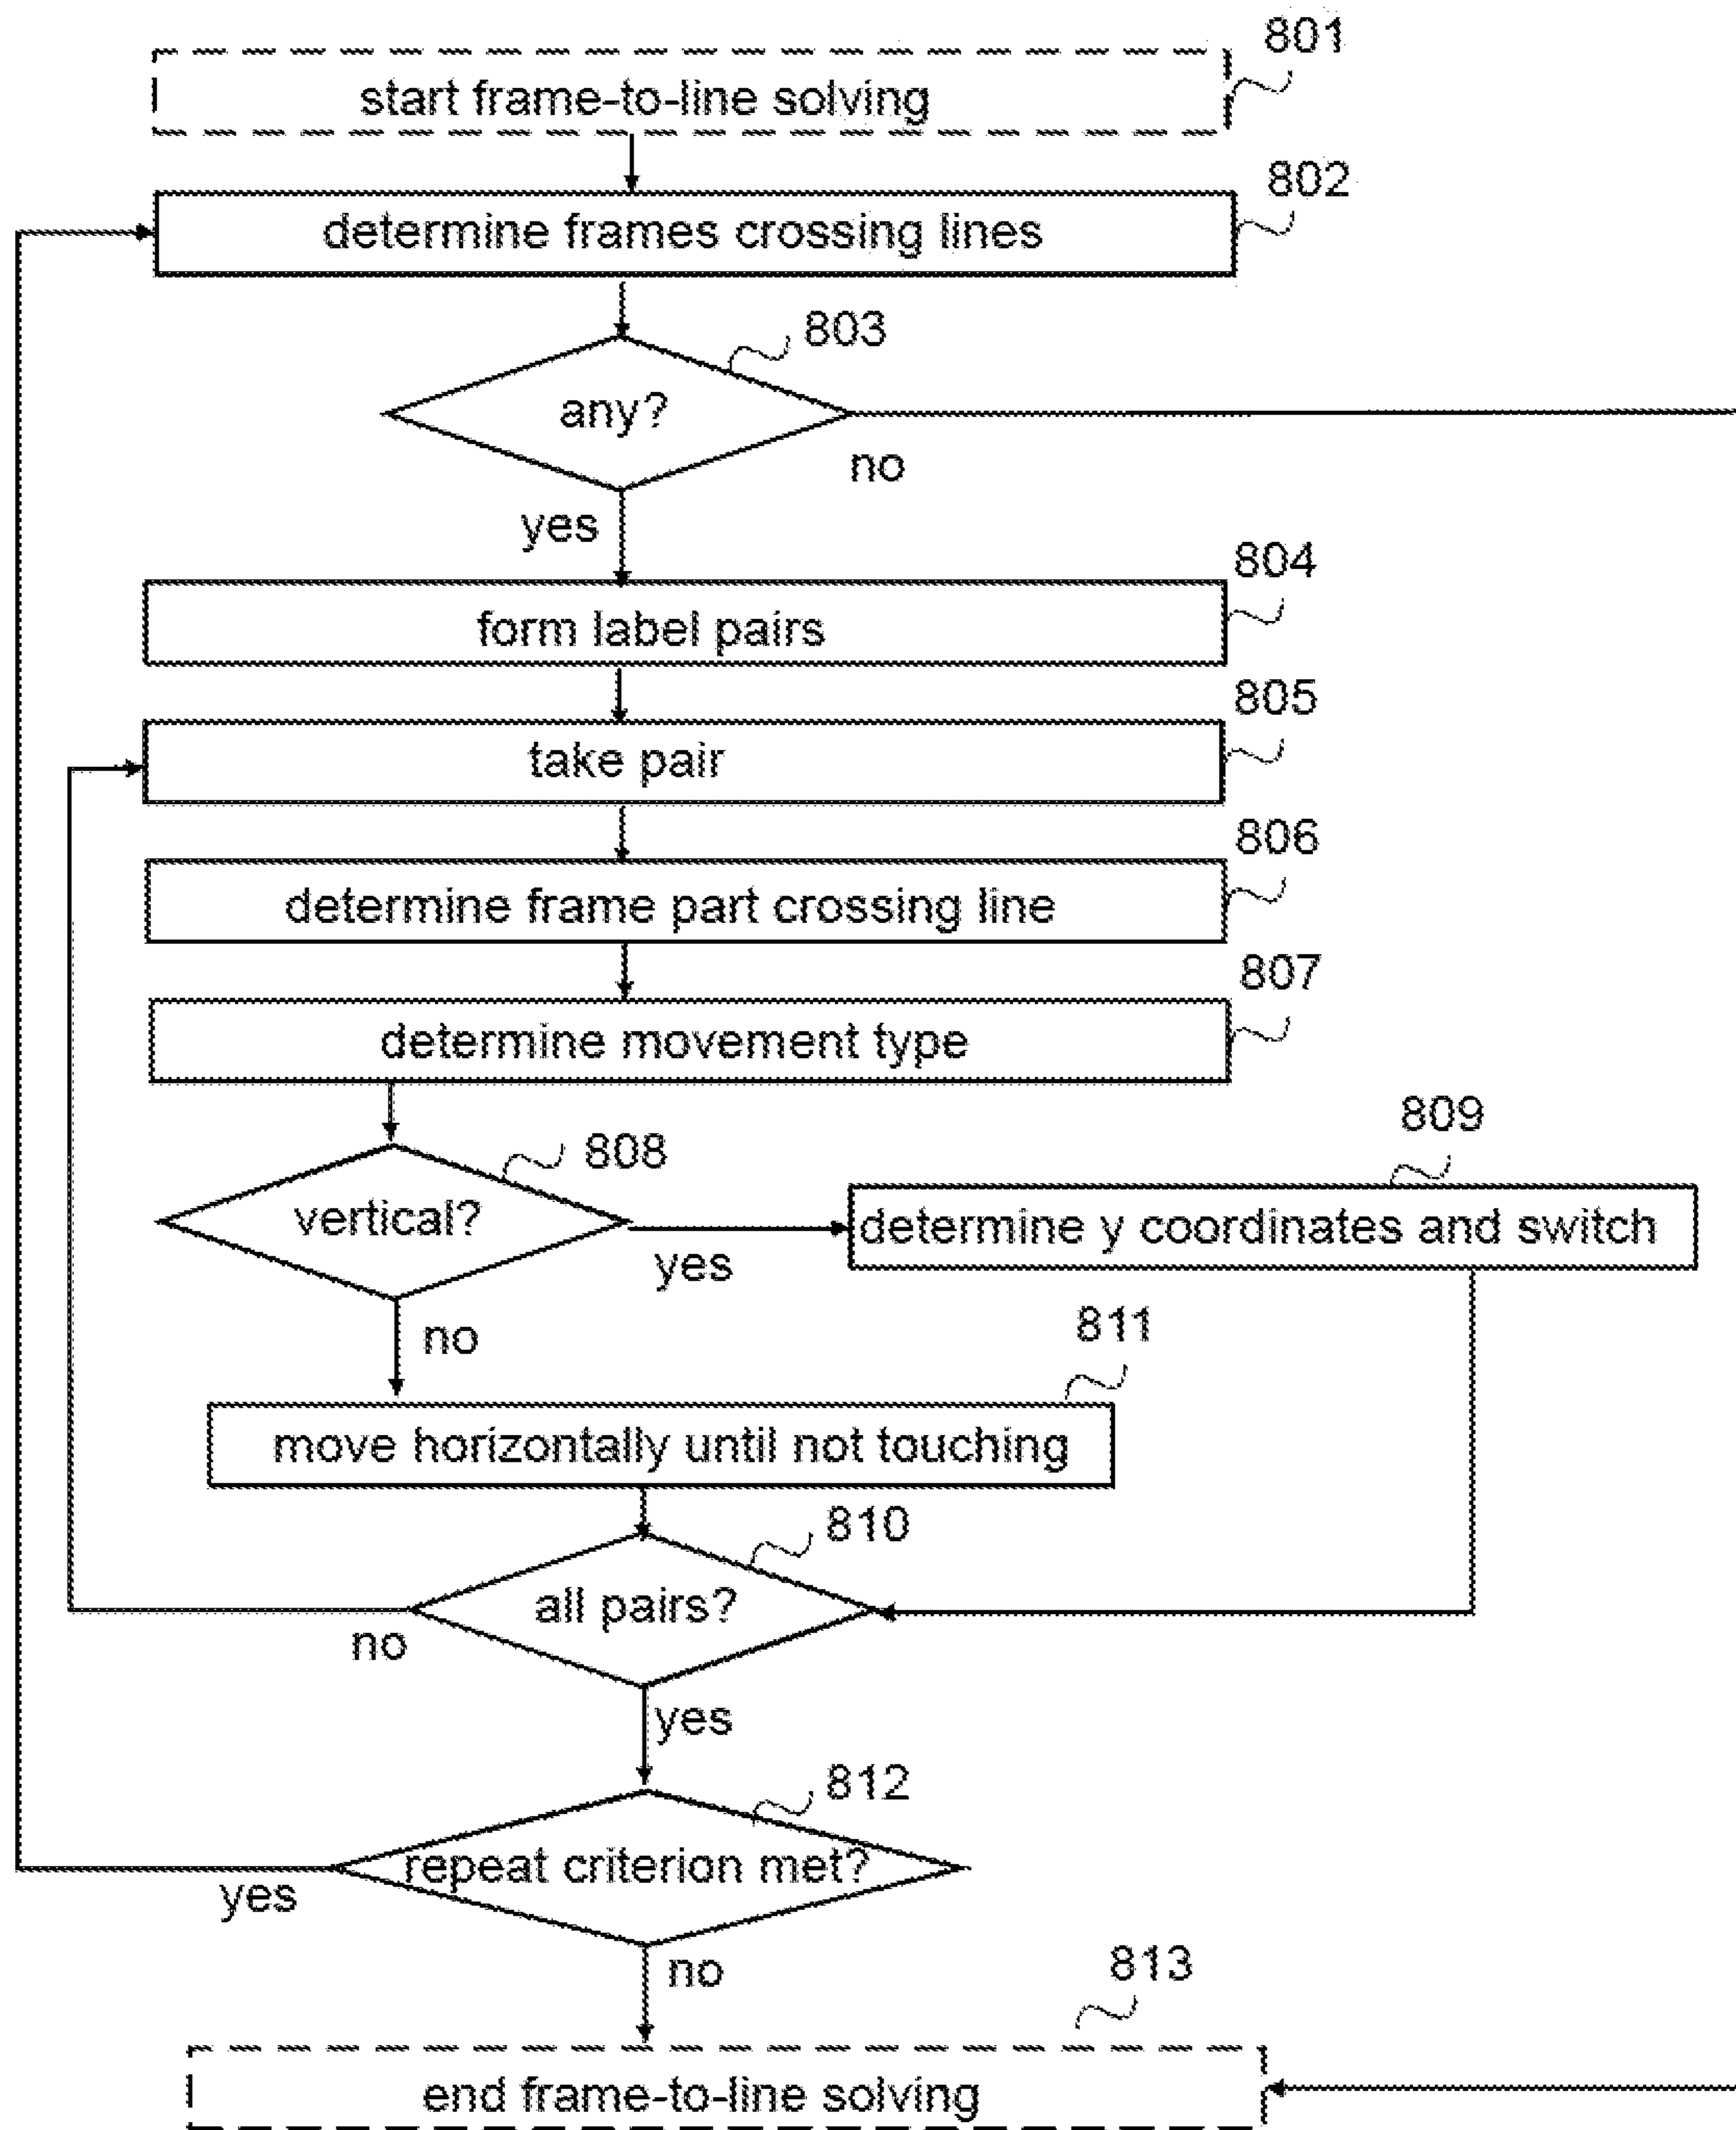 801
start frame-to-line solving
802
determine frames crossing lines
803
any?
no
yes
804
form label pairs
805
take pair
806
determine frame part crossing line
807
determine movement type
808
vertical?
yes
809
determine y coordinates and switch
no
811
move horizontally until not touching
810
all pairs?
no
yes
812
repeat criterion met?
yes
no
813
end frame-to-line solving